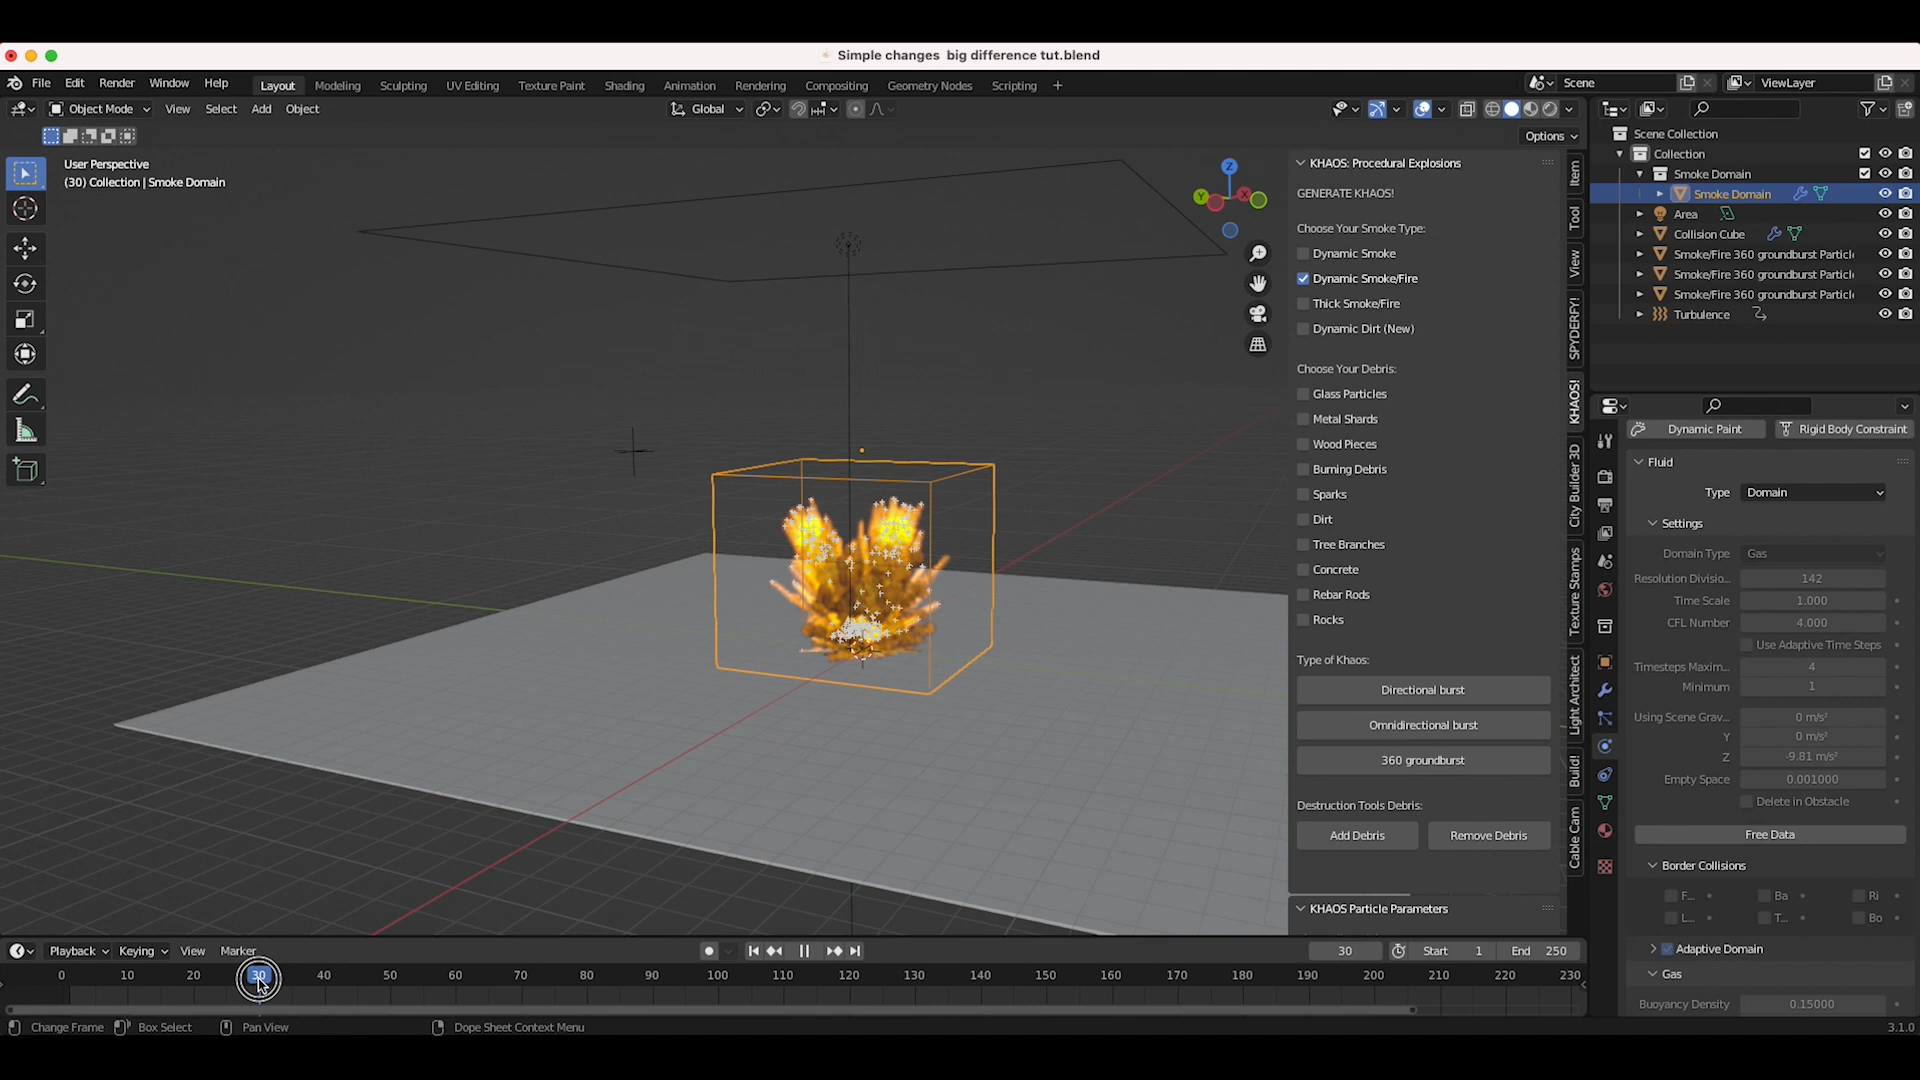 Simple changes  big difference tut.blend
File Edit Render Window Help Layout Modeling Sculpting UV Editing Texture Paint Shading Animation Rendering Compositing Geometry Nodes Scripting + Scene ViewLayer
Object Mode View Select Add Object Global
Options
User Perspective
(30) Collection | Smoke Domain
Z
Y
X
KHAOS: Procedural Explosions
GENERATE KHAOS!
Choose Your Smoke Type:
Dynamic Smoke
Dynamic Smoke/Fire
Thick Smoke/Fire
Dynamic Dirt (New)
Choose Your Debris:
Glass Particles
Metal Shards
Wood Pieces
Burning Debris
Sparks
Dirt
Tree Branches
Concrete
Rebar Rods
Rocks
Type of Khaos:
Directional burst
Omnidirectional burst
360 groundburst
Destruction Tools Debris:
Add Debris Remove Debris
KHAOS Particle Parameters
Item
Tool
View
SPYDERFY!
KHAOS!
City Builder 3D
Texture Stamps
Light Architect
Build!
Cable Cam
Scene Collection
Collection
Smoke Domain
Smoke Domain
Area
Collision Cube
Smoke/Fire 360 groundburst Particl
Smoke/Fire 360 groundburst Particl
Smoke/Fire 360 groundburst Particl
Turbulence
Dynamic Paint Rigid Body Constraint
Fluid
Type Domain
Settings
Domain Type Gas
Resolution Divisio... 142
Time Scale 1.000
CFL Number 4.000
Use Adaptive Time Steps
Timesteps Maxim... 4
Minimum 1
Using Scene Grav... 0 m/s²
Y 0 m/s²
Z -9.81 m/s²
Empty Space 0.001000
Delete in Obstacle
Free Data
Border Collisions
F... Ba Ri
L... T... Bo
Adaptive Domain
Gas
Buoyancy Density 0.15000
Playback Keying View Marker 30 Start 1 End 250
0 10 20 30 40 50 60 70 80 90 100 110 120 130 140 150 160 170 180 190 200 210 220 230
Change Frame Box Select Pan View Dope Sheet Context Menu 3.1.0